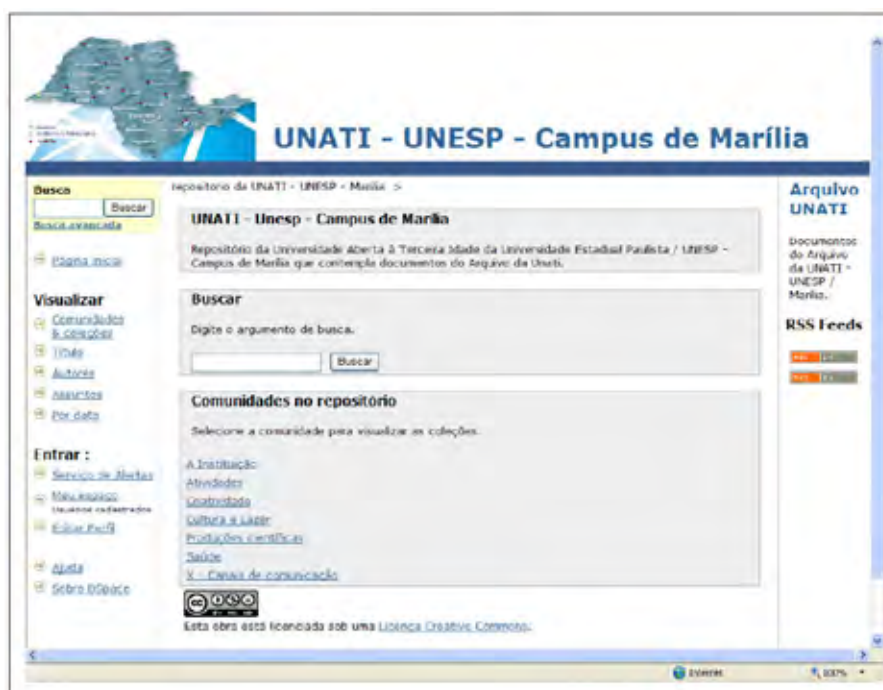 UNATI - UNESP - Campus de Marília
Busca
Buscar
Busca avançada
Página inicial
Visualizar
Comunidades
& coleções
Título
Autores
Assuntos
Por data
Entrar :
Serviço de Alertas
Meu espaço
usuários cadastrados
Editar Perfil
Ajuda
Sobre DSpace
repositorio da UNATI - UNESP - Marilia >
UNATI - Unesp - Campus de Marília
Repositório da Universidade Aberta à Terceira Idade da Universidade Estadual Paulista / UNESP -
Campus de Marília que contempla documentos do Arquivo da Unati.
Buscar
Digite o argumento de busca.
Buscar
Comunidades no repositório
Selecione a comunidade para visualizar as coleções.
A Instituição
Atividades
Criatividade
Cultura e Lazer
Produções científicas
Saúde
X - Canais de comunicação
Esta obra está licenciada sob uma Licença Creative Commons.
Arquivo
UNATI
Documentos
do Arquivo
da UNATI -
UNESP /
Marília.
RSS Feeds
Internet
100%